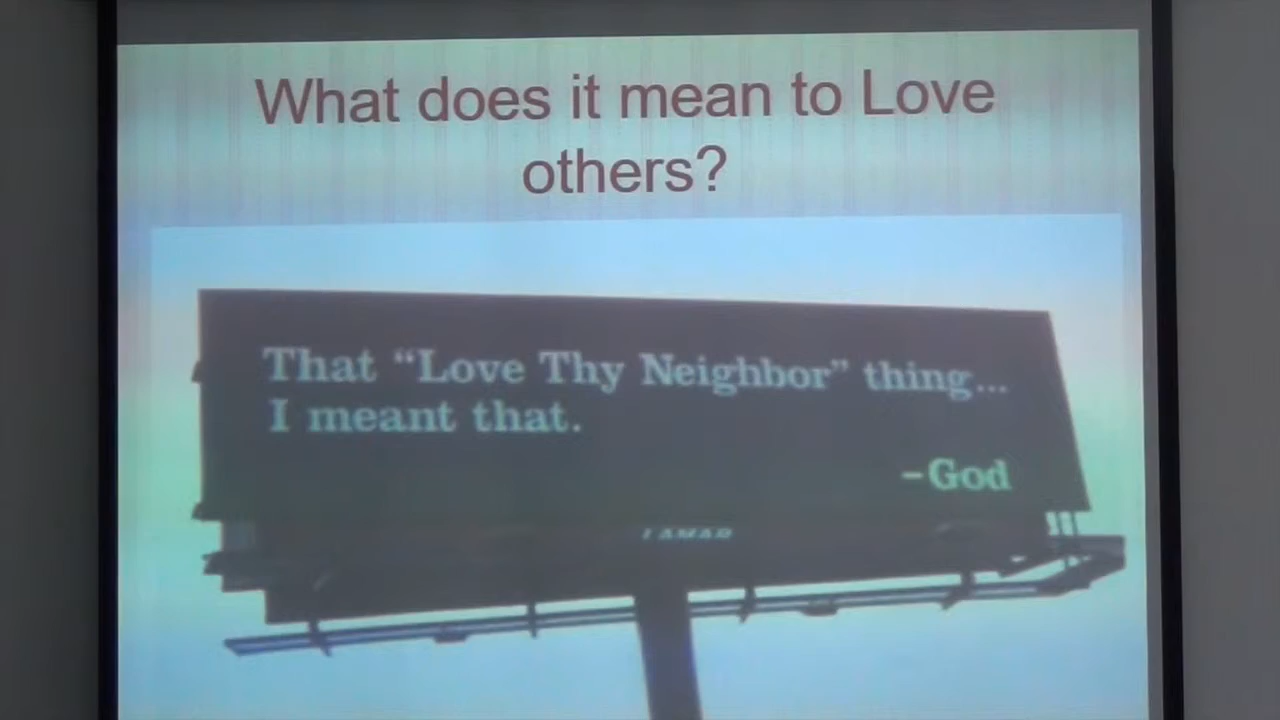 What does it mean to Love
others?
That “Love Thy Neighbor” thing...
I meant that.
–God